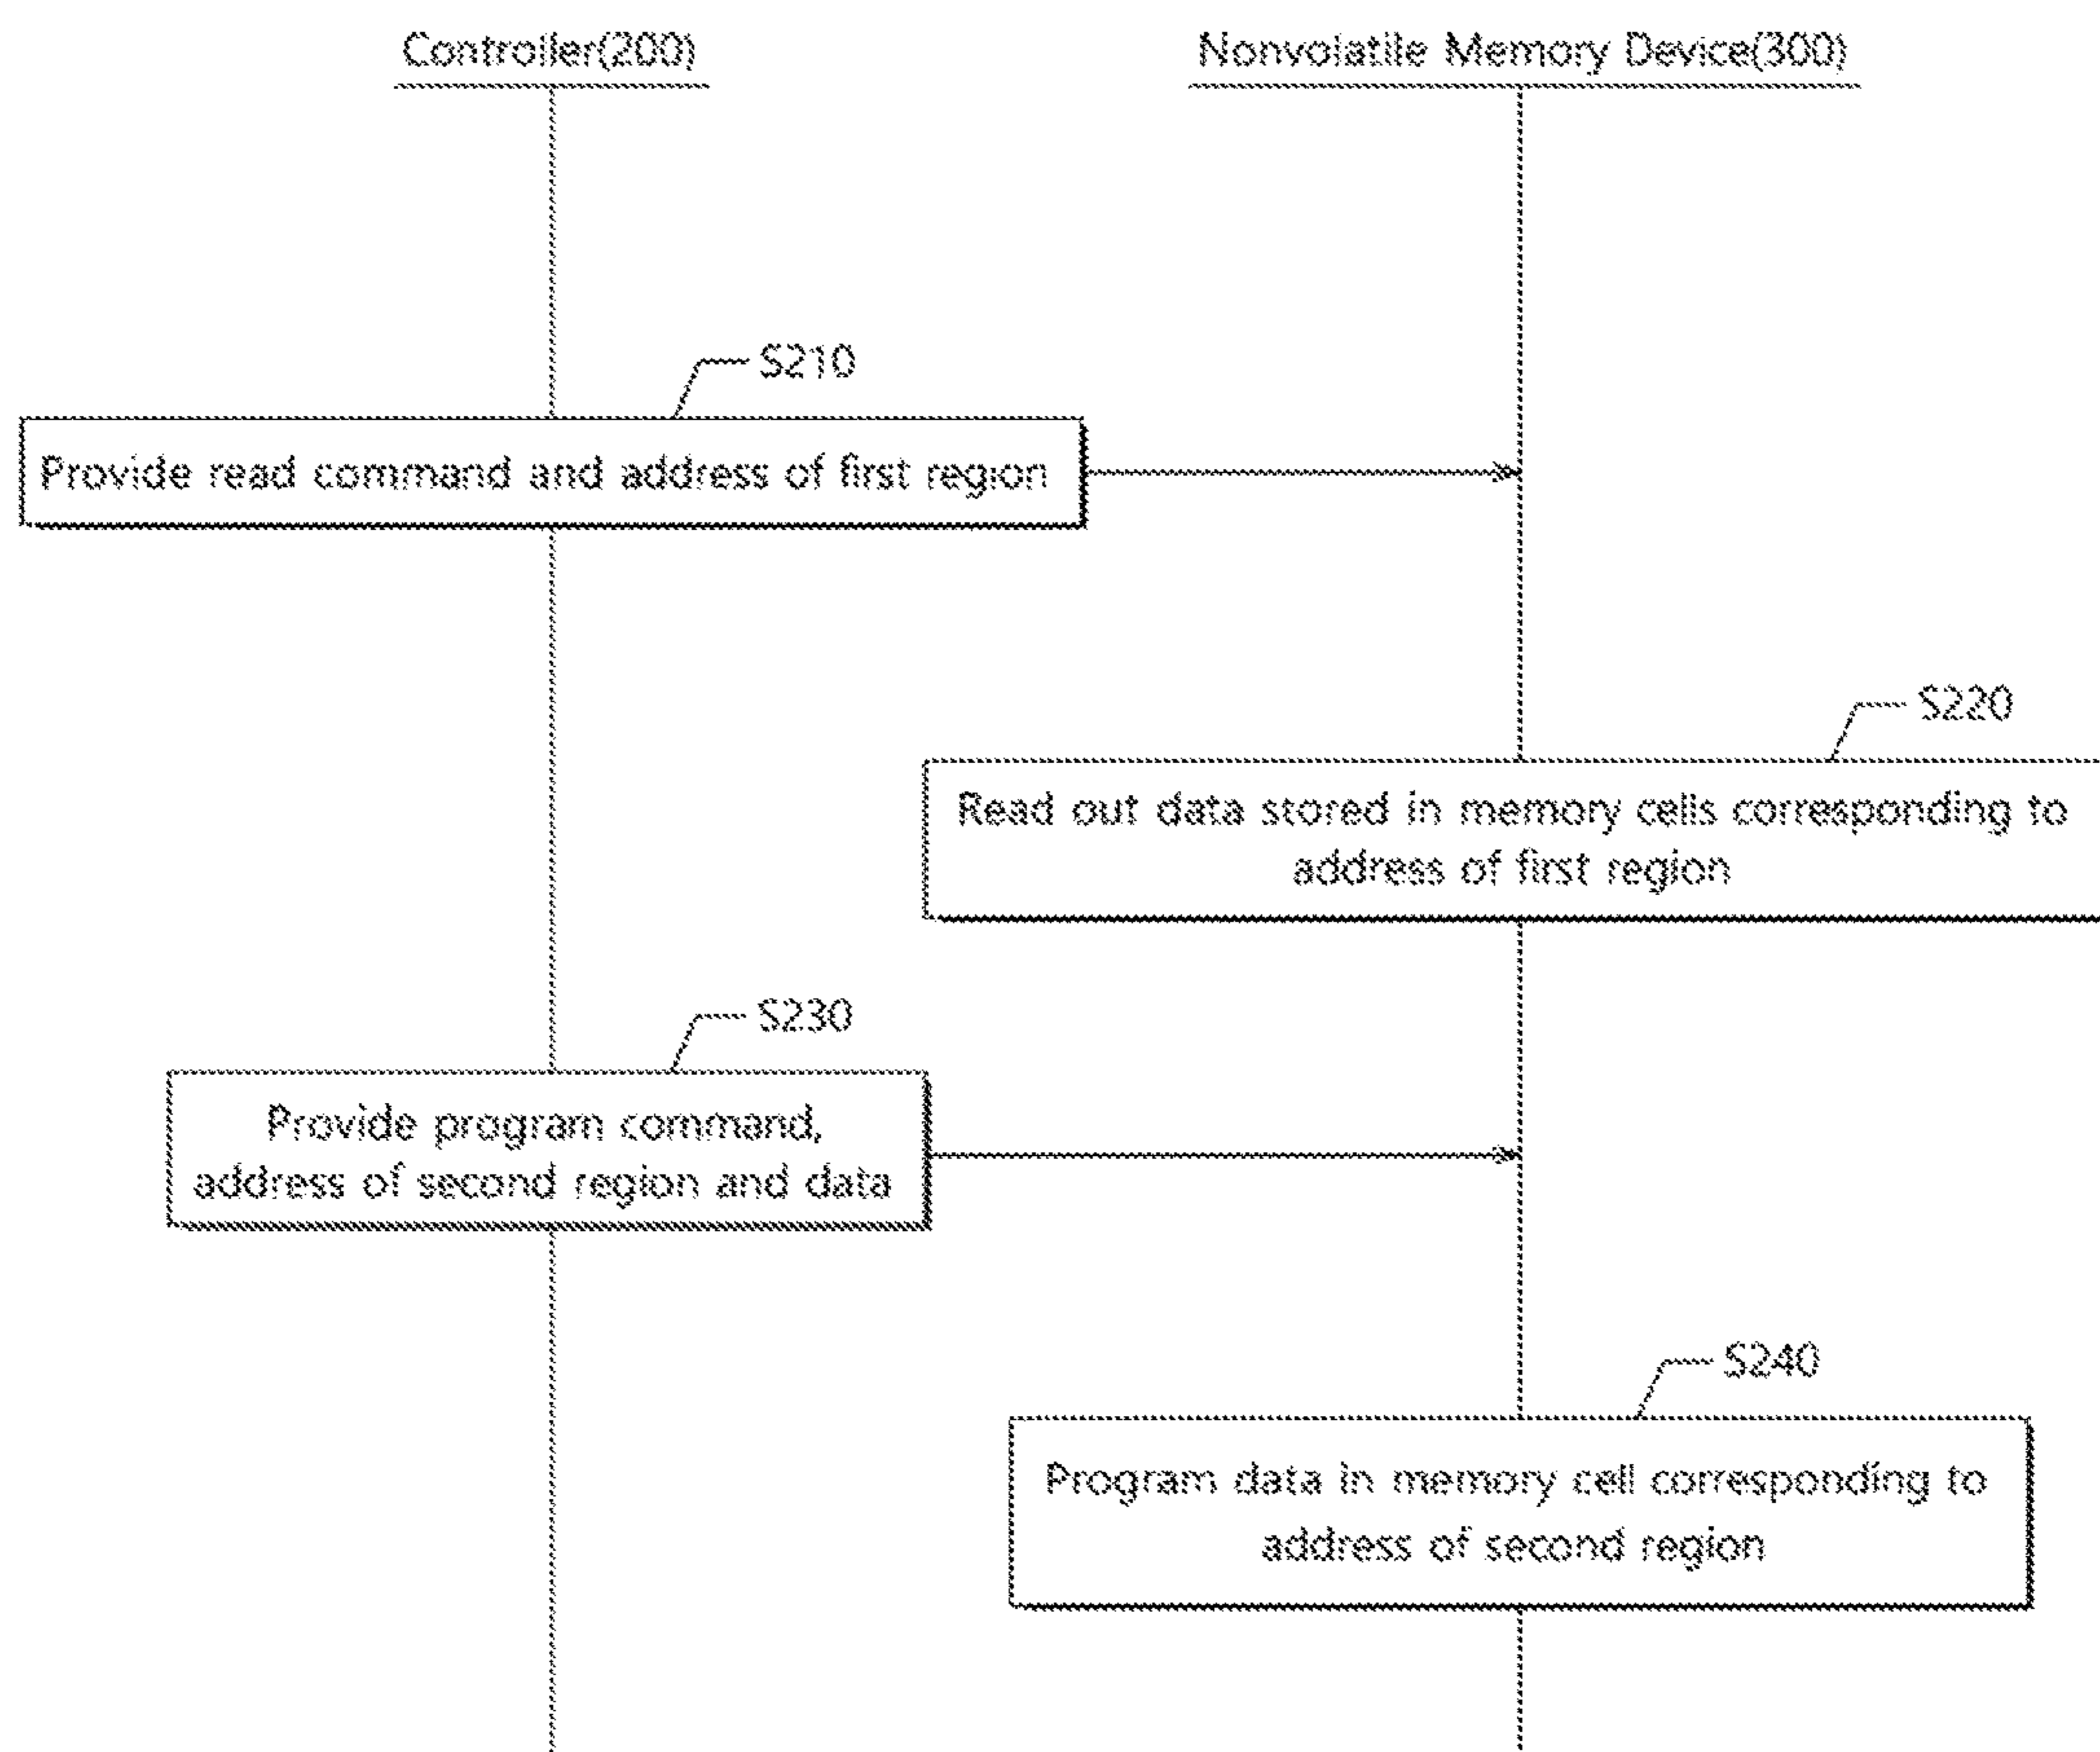 Controller(200)
Nonvolatile Memory Device(300)
S210
Provide read command and address of first region
S220
Read out data stored in memory cells corresponding to
address of first region
S230
Provide program command,
address of second region and data
S240
Program data in memory cell corresponding to
address of second region